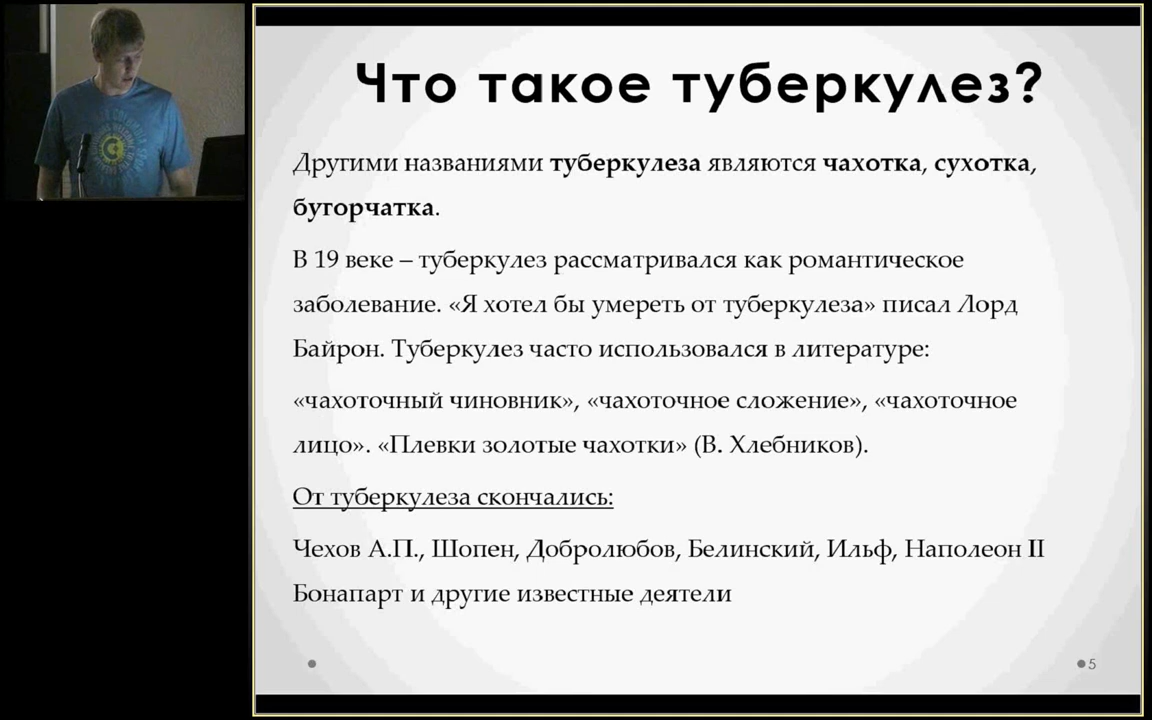 Что такое туберкулез?
Другими названиями туберкулеза являются чахотка, сухотка,
бугорчатка.
В 19 веке – туберкулез рассматривался как романтическое
заболевание. «Я хотел бы умереть от туберкулеза» писал Лорд
Байрон. Туберкулез часто использовался в литературе:
«чахоточный чиновник», «чахоточное сложение», «чахоточное
лицо». «Плевки золотые чахотки» (В. Хлебников).
От туберкулеза скончались:
Чехов А.П., Шопен, Добролюбов, Белинский, Ильф, Наполеон II
Бонапарт и другие известные деятели
5